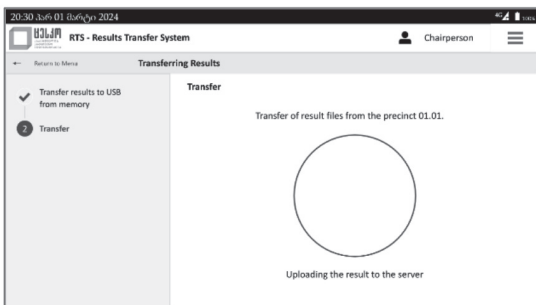 20:30 პარ 01 მარტი 2024
4G 100%
RTS - Results Transfer System
Chairperson
← Return to Menu
Transferring Results
Transfer results to USB
from memory
2 Transfer
Transfer
Transfer of result files from the precinct 01.01.
Uploading the result to the server